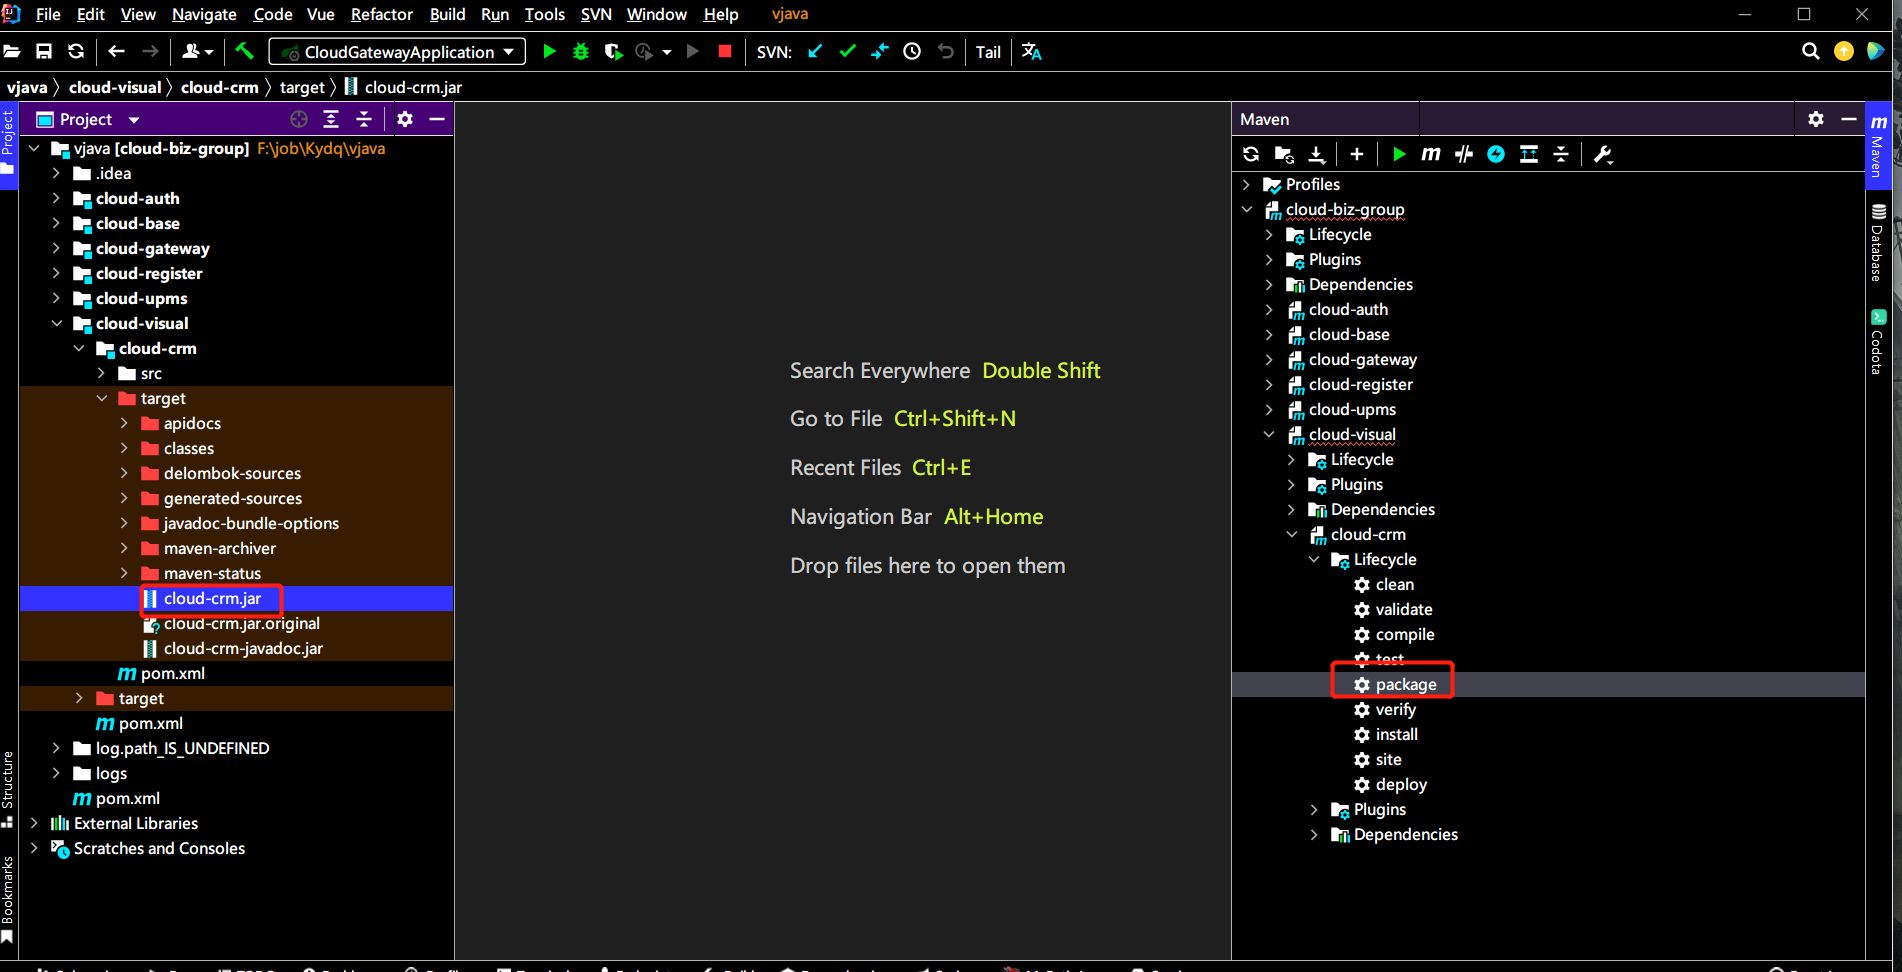 File Edit View Navigate Code Vue Refactor Build Run Tools SVN Window Help vjava
CloudGatewayApplication SVN: Tail
vjava cloud-visual cloud-crm target cloud-crm.jar
Project
Project
vjava [cloud-biz-group] F:\job\Kydq\vjava
.idea
cloud-auth
cloud-base
cloud-gateway
cloud-register
cloud-upms
cloud-visual
cloud-crm
src
target
apidocs
classes
delombok-sources
generated-sources
javadoc-bundle-options
maven-archiver
maven-status
cloud-crm.jar
cloud-crm.jar.original
cloud-crm-javadoc.jar
pom.xml
target
pom.xml
log.path_IS_UNDEFINED
logs
pom.xml
External Libraries
Scratches and Consoles
Structure
Bookmarks
Search Everywhere Double Shift
Go to File Ctrl+Shift+N
Recent Files Ctrl+E
Navigation Bar Alt+Home
Drop files here to open them
Maven
m
Profiles
cloud-biz-group
Lifecycle
Plugins
Dependencies
cloud-auth
cloud-base
cloud-gateway
cloud-register
cloud-upms
cloud-visual
Lifecycle
Plugins
Dependencies
cloud-crm
Lifecycle
clean
validate
compile
test
package
verify
install
site
deploy
Plugins
Dependencies
m Maven
Database
Codota